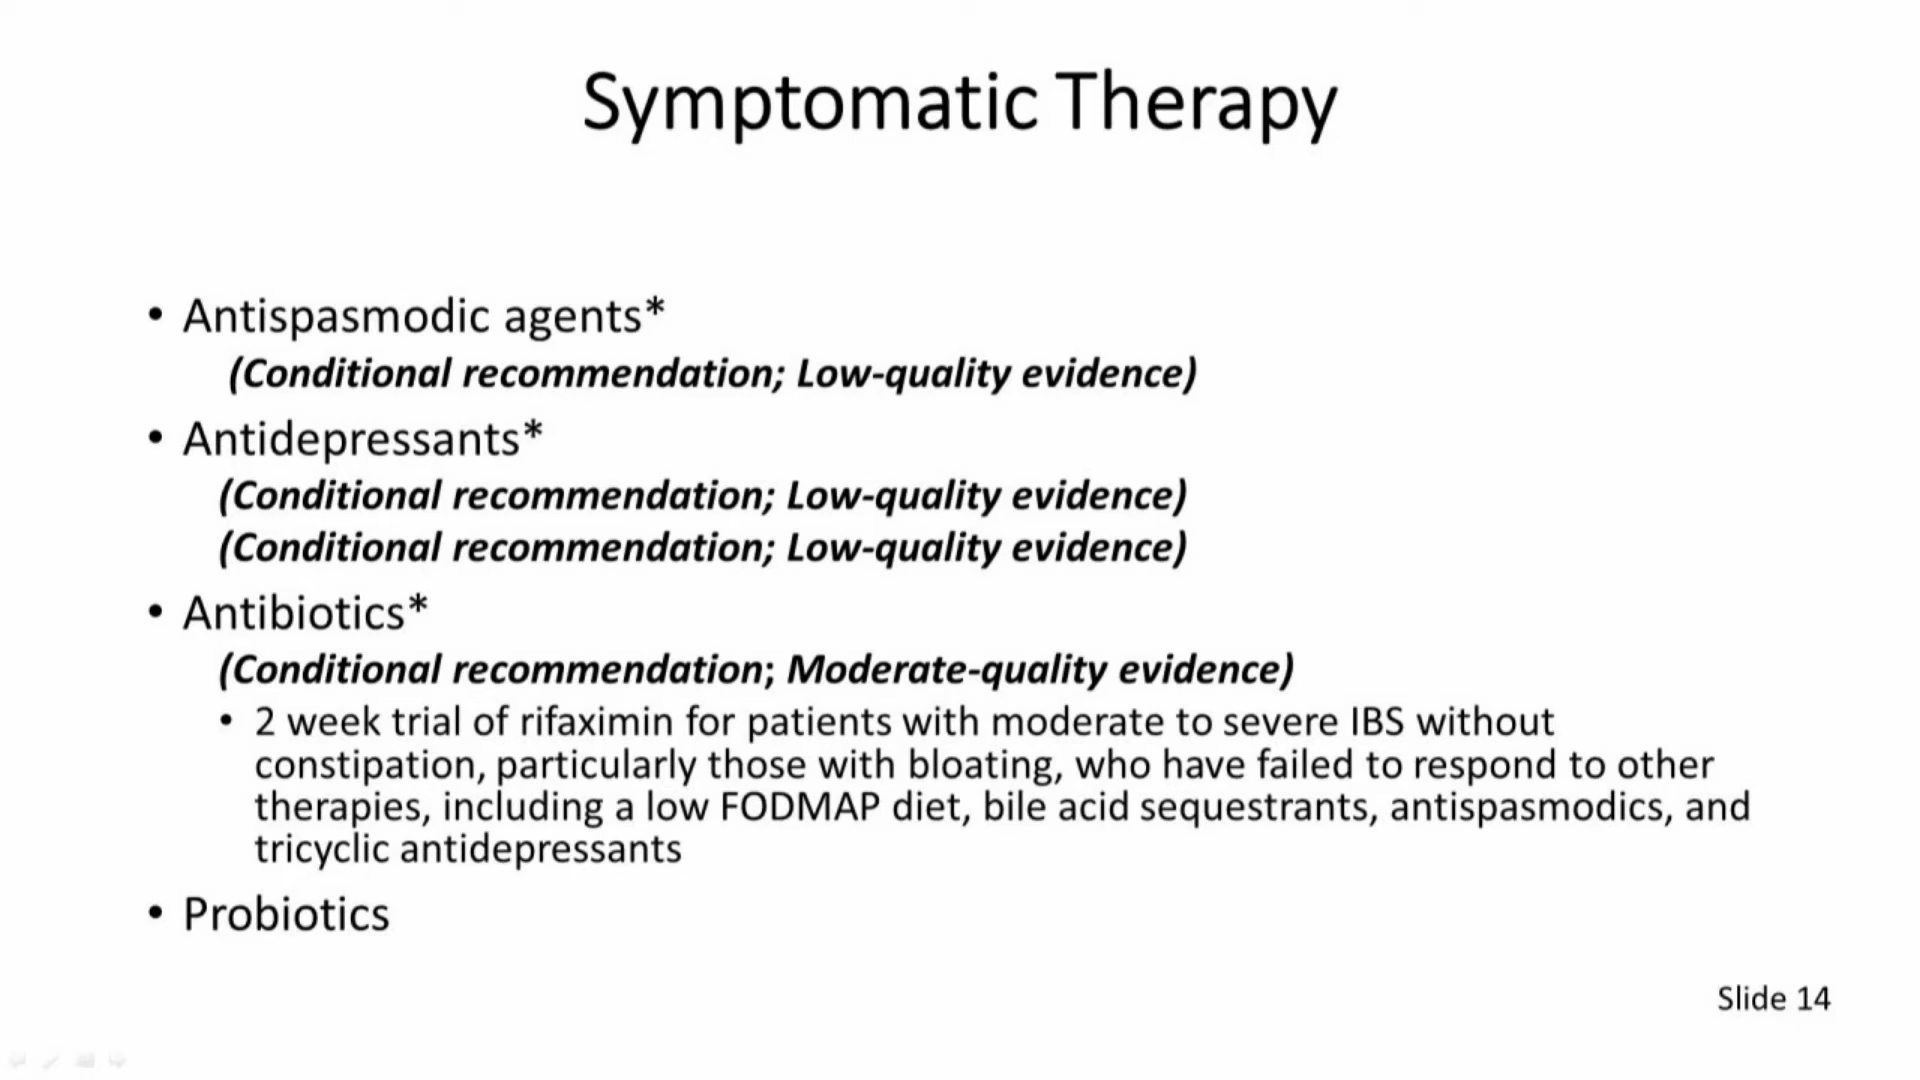 Symptomatic Therapy
• Antispasmodic agents*
(Conditional recommendation; Low-quality evidence)
• Antidepressants*
(Conditional recommendation; Low-quality evidence)
(Conditional recommendation; Low-quality evidence)
• Antibiotics*
(Conditional recommendation; Moderate-quality evidence)
• 2 week trial of rifaximin for patients with moderate to severe IBS without
constipation, particularly those with bloating, who have failed to respond to other
therapies, including a low FODMAP diet, bile acid sequestrants, antispasmodics, and
tricyclic antidepressants
• Probiotics
Slide 14